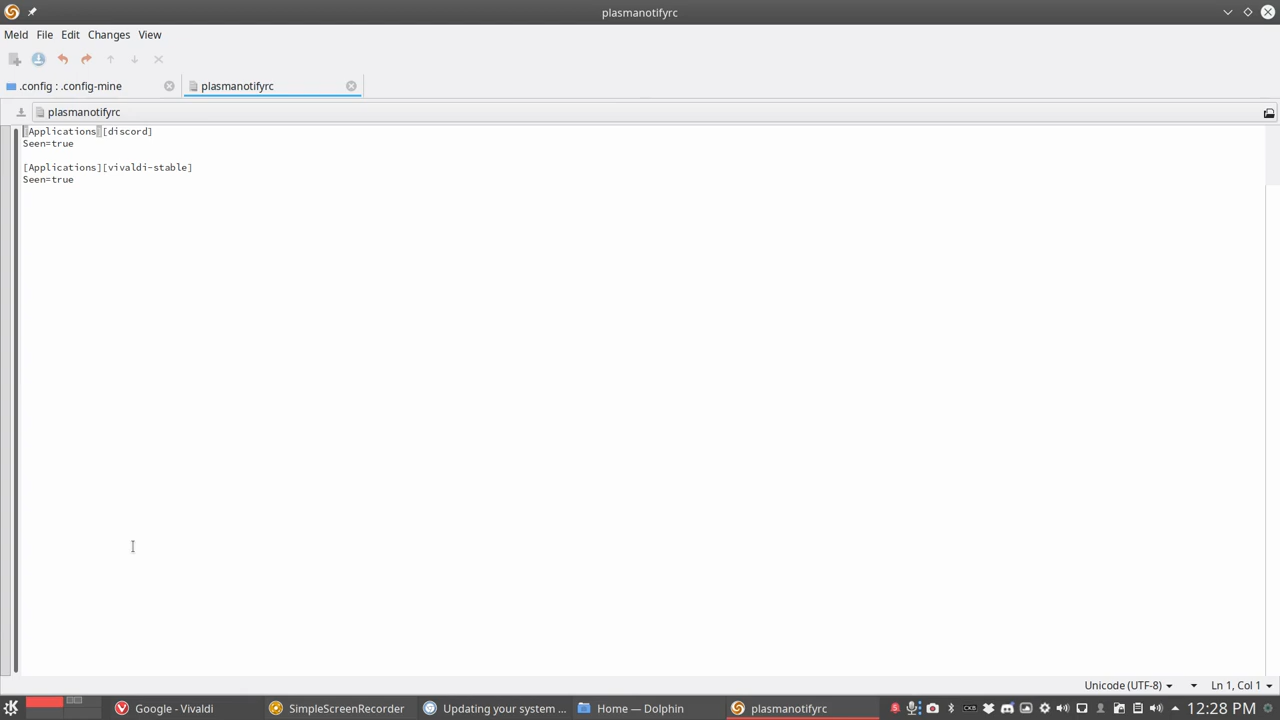 plasmanotifyrc
Meld File Edit Changes View
.config : .config-mine plasmanotifyrc
plasmanotifyrc
[Applications][discord]
Seen=true
[Applications][vivaldi-stable]
Seen=true
Unicode (UTF-8) Ln 1, Col 1
Google - Vivaldi SimpleScreenRecorder Updating your system ... Home — Dolphin plasmanotifyrc 12:28 PM